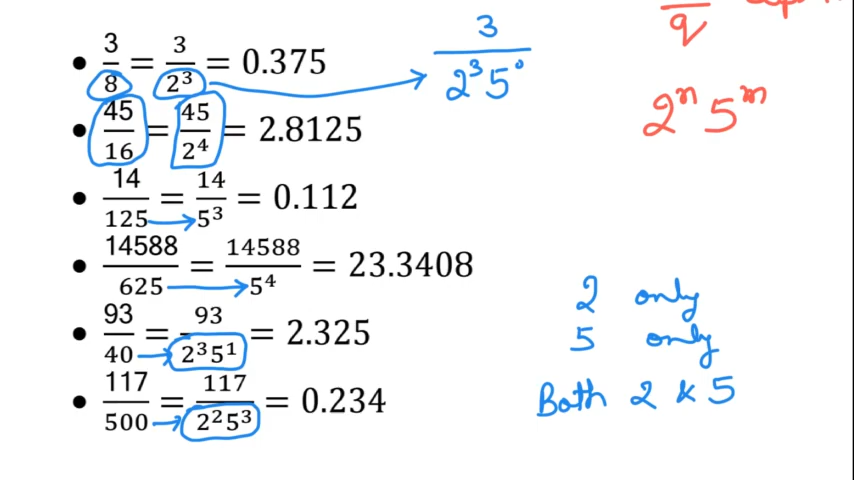 • 3/8 = 3/2³ = 0.375
3/2³5⁰
q
• 45/16 = 45/2⁴ = 2.8125
2ⁿ 5ᵐ
• 14/125 = 14/5³ = 0.112
• 14588/625 = 14588/5⁴ = 23.3408
2 only
• 93/40 = 93/2³5¹ = 2.325
5 only
• 117/500 = 117/2²5³ = 0.234
Both 2 & 5